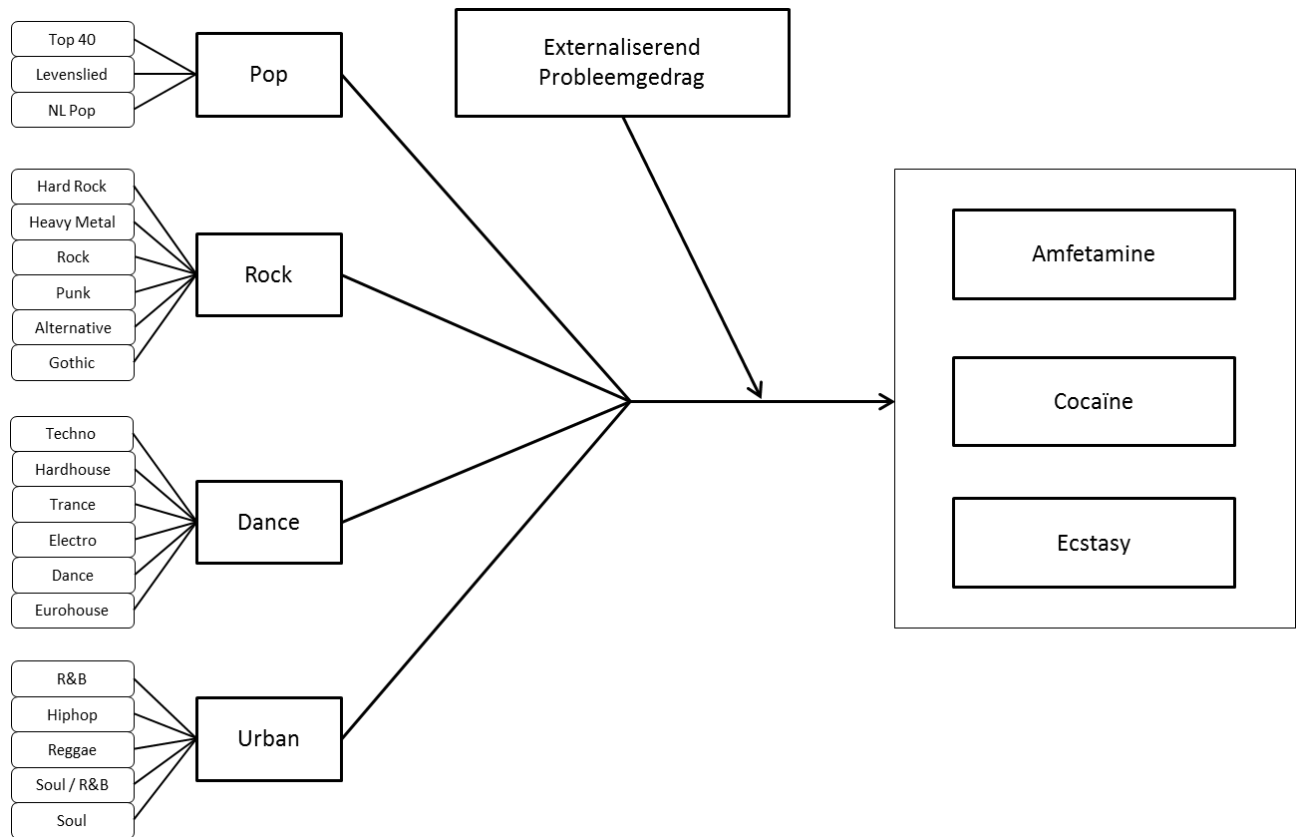 Top 40
Levenslied
NL Pop
Pop
Externaliserend
Probleemgedrag
Hard Rock
Heavy Metal
Rock
Punk
Alternative
Gothic
Rock
Techno
Hardhouse
Trance
Electro
Dance
Eurohouse
Dance
R&B
Hiphop
Reggae
Soul / R&B
Soul
Urban
Amfetamine
Cocaïne
Ecstasy